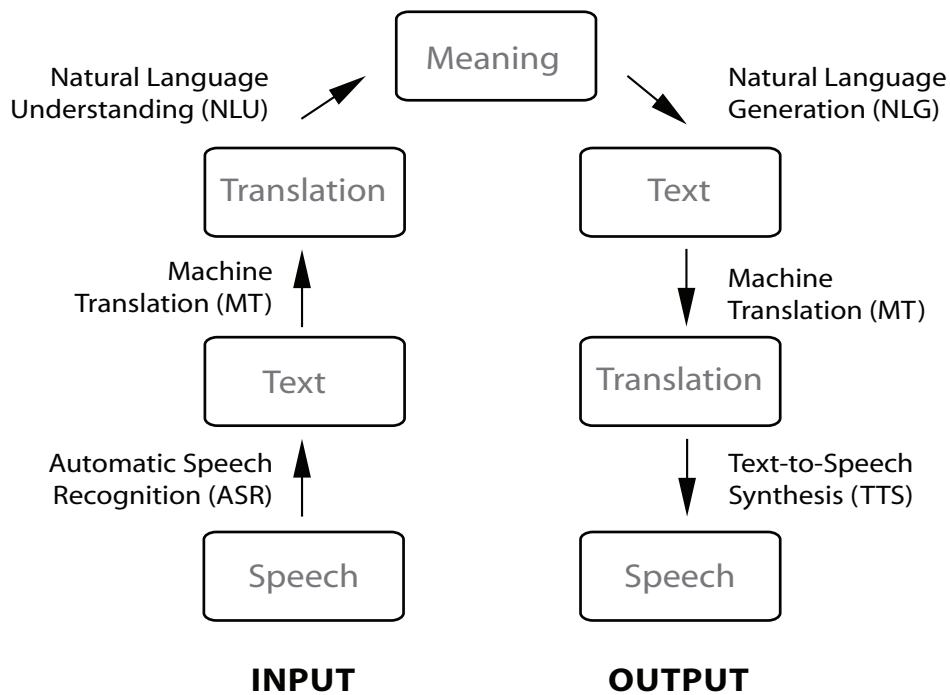 Meaning
Natural Language
Understanding (NLU)
Natural Language
Generation (NLG)
Translation
Text
Machine
Translation (MT)
Machine
Translation (MT)
Text
Translation
Automatic Speech
Recognition (ASR)
Text-to-Speech
Synthesis (TTS)
Speech
Speech
INPUT
OUTPUT